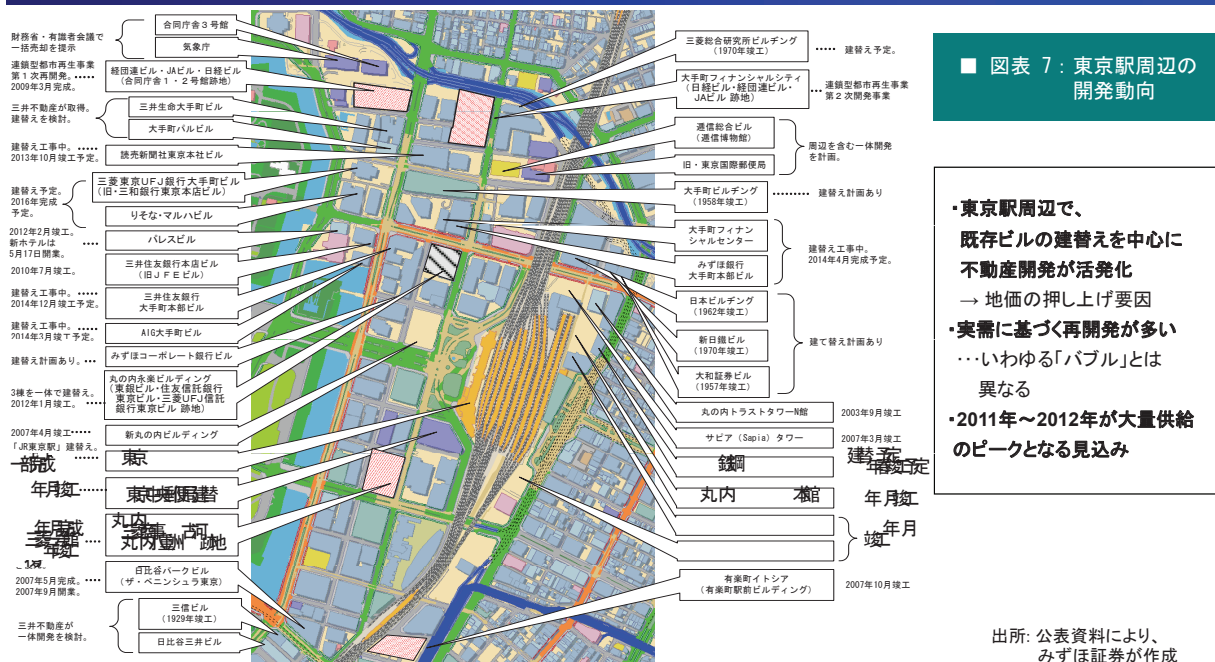 財務省・有識者会議で
一括売却を提示
合同庁舎3号館
気象庁
連鎖型都市再生事業
第1次再開発。・・・・・
2009年3月完成。
経団連ビル・JAビル・日経ビル
(合同庁舎1・2号館跡地)
三井不動産が取得。
建替えを検討。
三井生命大手町ビル
大手町パルビル
建替え工事中。・・・・・
2013年10月竣工予定。
読売新聞社東京本社ビル
建替え予定。
2016年完成
予定。
三菱東京UFJ銀行大手町ビル
(旧・三和銀行東京本店ビル)
りそな・マルハビル
2012年2月竣工。
新ホテルは ・・・・
5月17日開業。
パレスビル
2010年7月竣工。
三井住友銀行本店ビル
(旧JFEビル)
建替え工事中。・・・・・
2014年12月竣工予定。
三井住友銀行
大手町本部ビル
建替え工事中。・・・・・
2014年3月竣工予定。
AIG大手町ビル
建替え計画あり。・・・
みずほコーポレート銀行ビル
3棟を一体で建替え。
2012年1月竣工。・・・・
丸の内永楽ビルディング
(東銀ビル・住友信託銀行
東京ビル・三菱UFJ信託
銀行東京ビル 跡地)
2007年4月竣工・・・・・
新丸の内ビルディング
「JR東京駅」建替え。
2007年5月完成。・・・・
2007年9月開業。
日比谷パークビル
(ザ・ペニンシュラ東京)
三井不動産が
一体開発を検討。
三信ビル
(1929年竣工)
日比谷三井ビル
三菱総合研究所ビルヂング
(1970年竣工)
・・・・・ 建替え予定。
大手町フィナンシャルシティ
(日経ビル・経団連ビル・
JAビル 跡地)
・・・・ 連鎖型都市再生事業
第2次開発事業
逓信総合ビル
(逓信博物館)
旧・東京国際郵便局
周辺を含む一体開発
を計画。
大手町ビルヂング
(1958年竣工)
・・・・・・・・・ 建替え計画あり
大手町フィナン
シャルセンター
みずほ銀行
大手町本部ビル
建替え工事中。
2014年4月完成予定。
日本ビルヂング
(1962年竣工)
新日鐵ビル
(1970年竣工)
大和証券ビル
(1957年竣工)
建て替え計画あり
丸の内トラストタワーN館
2003年9月竣工
サピア(Sapia)タワー
2007年3月竣工
有楽町イトシア
(有楽町駅前ビルディング)
2007年10月竣工
■ 図表 7:東京駅周辺の
開発動向
・東京駅周辺で、
既存ビルの建替えを中心に
不動産開発が活発化
→ 地価の押し上げ要因
・実需に基づく再開発が多い
…いわゆる「バブル」とは
異なる
・2011年～2012年が大量供給
のピークとなる見込み
出所: 公表資料により、
みずほ証券が作成